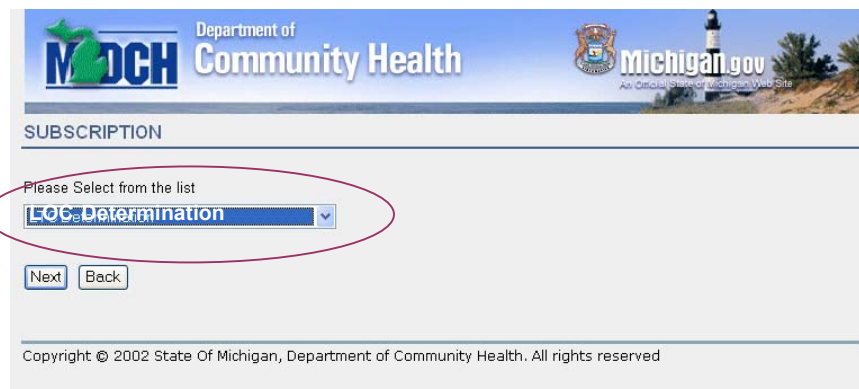 MDCH
Department of
Community Health
Michigan.gov
An Official State of Michigan Web Site
SUBSCRIPTION
Please Select from the list
LOC Determination
Next Back
Copyright © 2002 State Of Michigan, Department of Community Health. All rights reserved